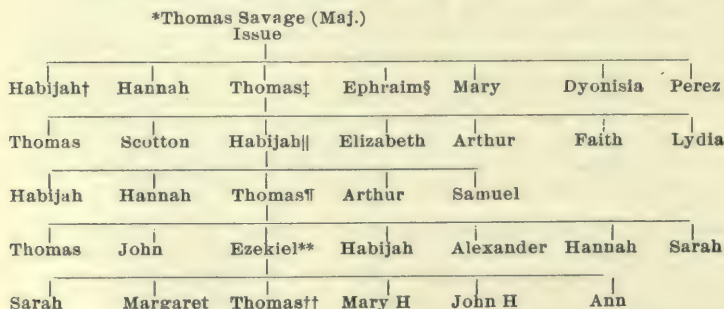 *Thomas Savage (Maj.)
Issue
Habijah† Hannah Thomas‡ Ephraim§ Mary Dyonisia Perez
Thomas Scotton Habijah|| Elizabeth Arthur Faith Lydia
Habijah Hannah Thomas¶ Arthur Samuel
Thomas John Ezekiel** Habijah Alexander Hannah Sarah
Sarah Margaret Thomas†† Mary H John H Ann